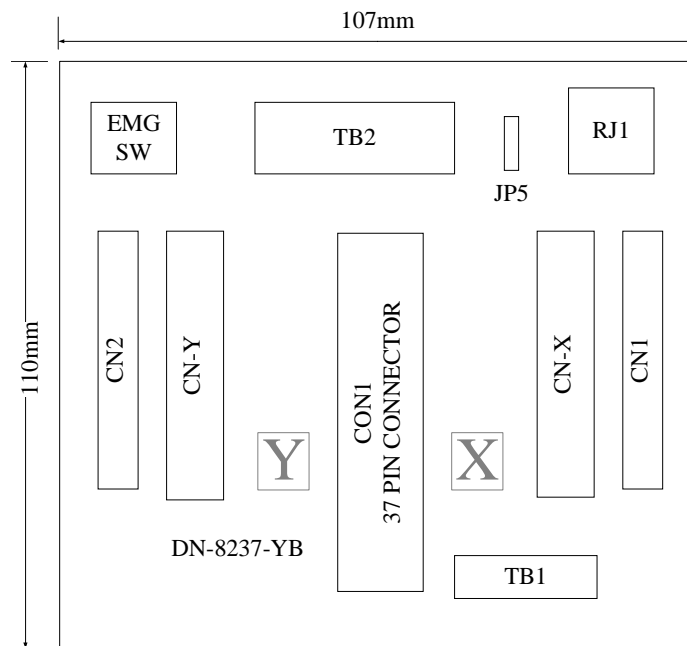 107mm
EMG
SW
TB2
RJ1
JP5
110mm
CN2
CN-Y
CON1
37 PIN CONNECTOR
CN-X
CN1
Y
X
DN-8237-YB
TB1